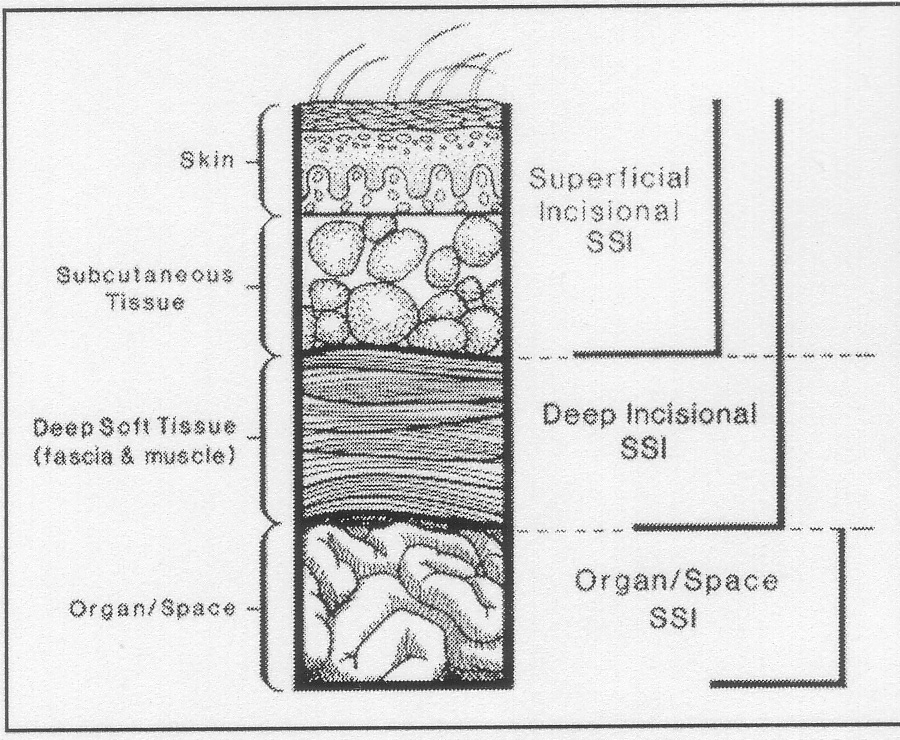 Skin
Subcutaneous
Tissue
Deep Soft Tissue
(fascia & muscle)
Organ/Space
Superficial
Incisional
SSI
Deep Incisional
SSI
Organ/Space
SSI